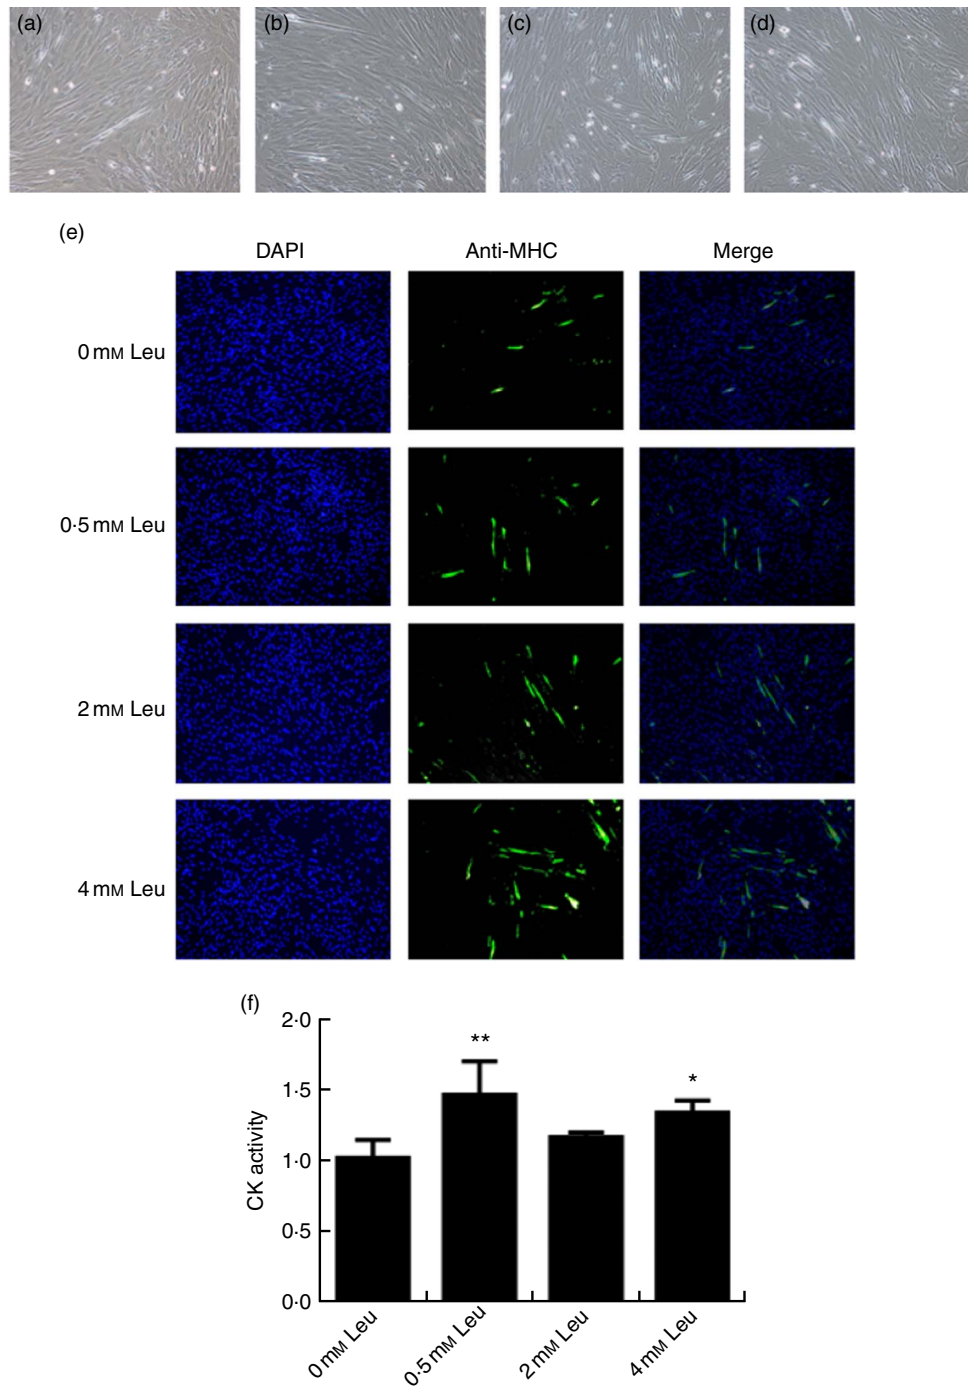 (a) (b) (c) (d)
(e)
DAPI Anti-MHC Merge
0 mM Leu
0·5 mM Leu
2 mM Leu
4 mM Leu
(f)
2·0
**
1·5
*
1·0
0·5
0·0
CK activity
0 mM Leu 0·5 mM Leu 2 mM Leu 4 mM Leu